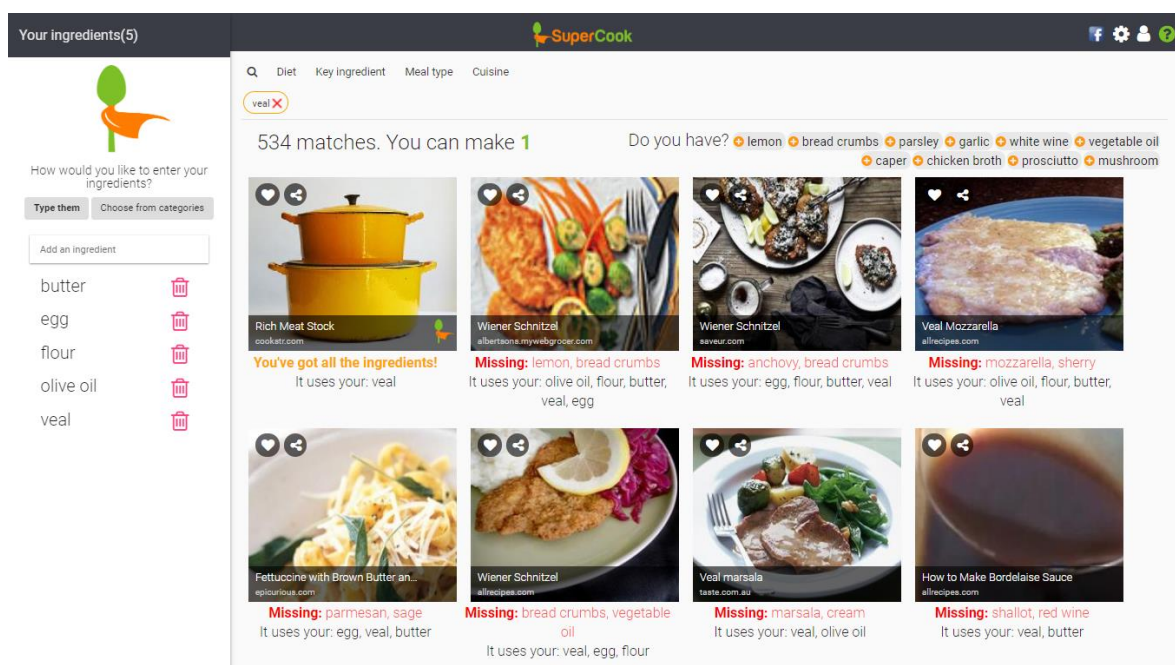 Your ingredients(5)
SuperCook
How would you like to enter your
ingredients?
Type them
Choose from categories
Add an ingredient
butter
egg
flour
olive oil
veal
Diet
Key ingredient
Meal type
Cuisine
veal
534 matches. You can make 1
Do you have? lemon bread crumbs parsley garlic white wine vegetable oil
caper chicken broth prosciutto mushroom
Rich Meat Stock
cookstr.com
You've got all the ingredients!
It uses your: veal
Wiener Schnitzel
albertsons.mywebgrocer.com
Missing: lemon, bread crumbs
It uses your: olive oil, flour, butter,
veal, egg
Wiener Schnitzel
saveur.com
Missing: anchovy, bread crumbs
It uses your: egg, flour, butter, veal
Veal Mozzarella
allrecipes.com
Missing: mozzarella, sherry
It uses your: olive oil, flour, butter,
veal
Fettuccine with Brown Butter an...
epicurious.com
Missing: parmesan, sage
It uses your: egg, veal, butter
Wiener Schnitzel
allrecipes.com
Missing: bread crumbs, vegetable
oil
It uses your: veal, egg, flour
Veal marsala
taste.com.au
Missing: marsala, cream
It uses your: veal, olive oil
How to Make Bordelaise Sauce
allrecipes.com
Missing: shallot, red wine
It uses your: veal, butter